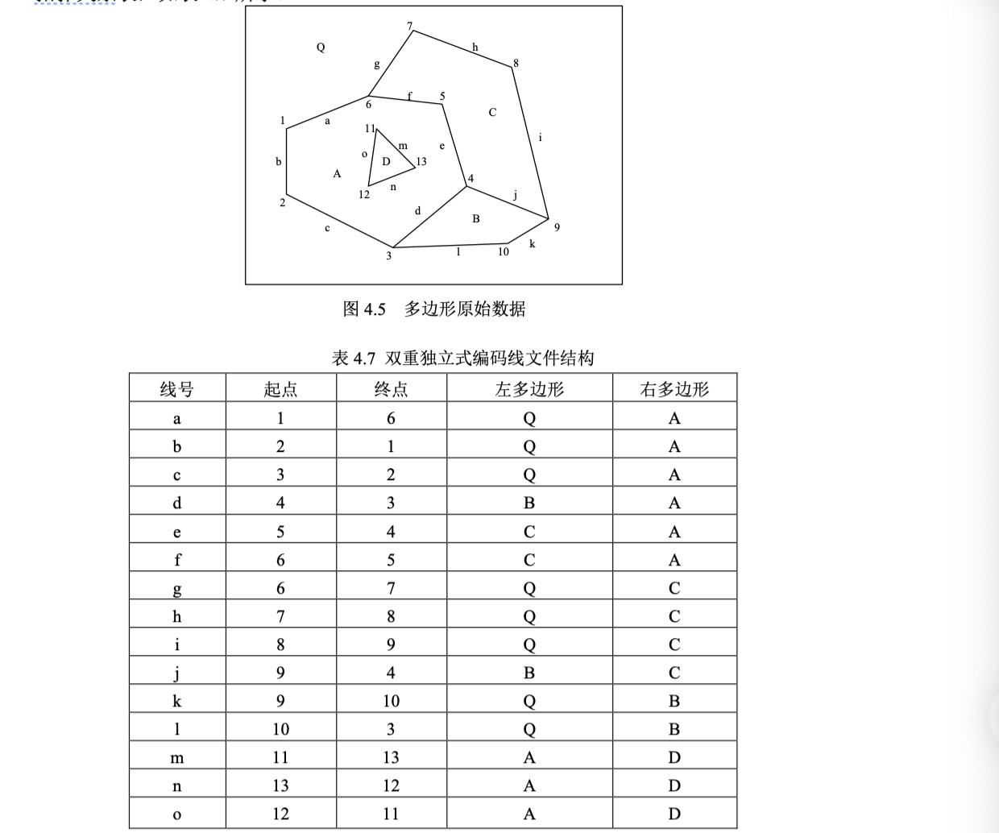 7
Q
h
g
8
6
f
5
C
1
a
11
i
m
e
o
b
D
13
A
4
12
n
j
2
d
B
c
9
k
3
l
10
图 4.5 多边形原始数据
表 4.7 双重独立式编码线文件结构
线号 起点 终点 左多边形 右多边形
a 1 6 Q A
b 2 1 Q A
c 3 2 Q A
d 4 3 B A
e 5 4 C A
f 6 5 C A
g 6 7 Q C
h 7 8 Q C
i 8 9 Q C
j 9 4 B C
k 9 10 Q B
l 10 3 Q B
m 11 13 A D
n 13 12 A D
o 12 11 A D